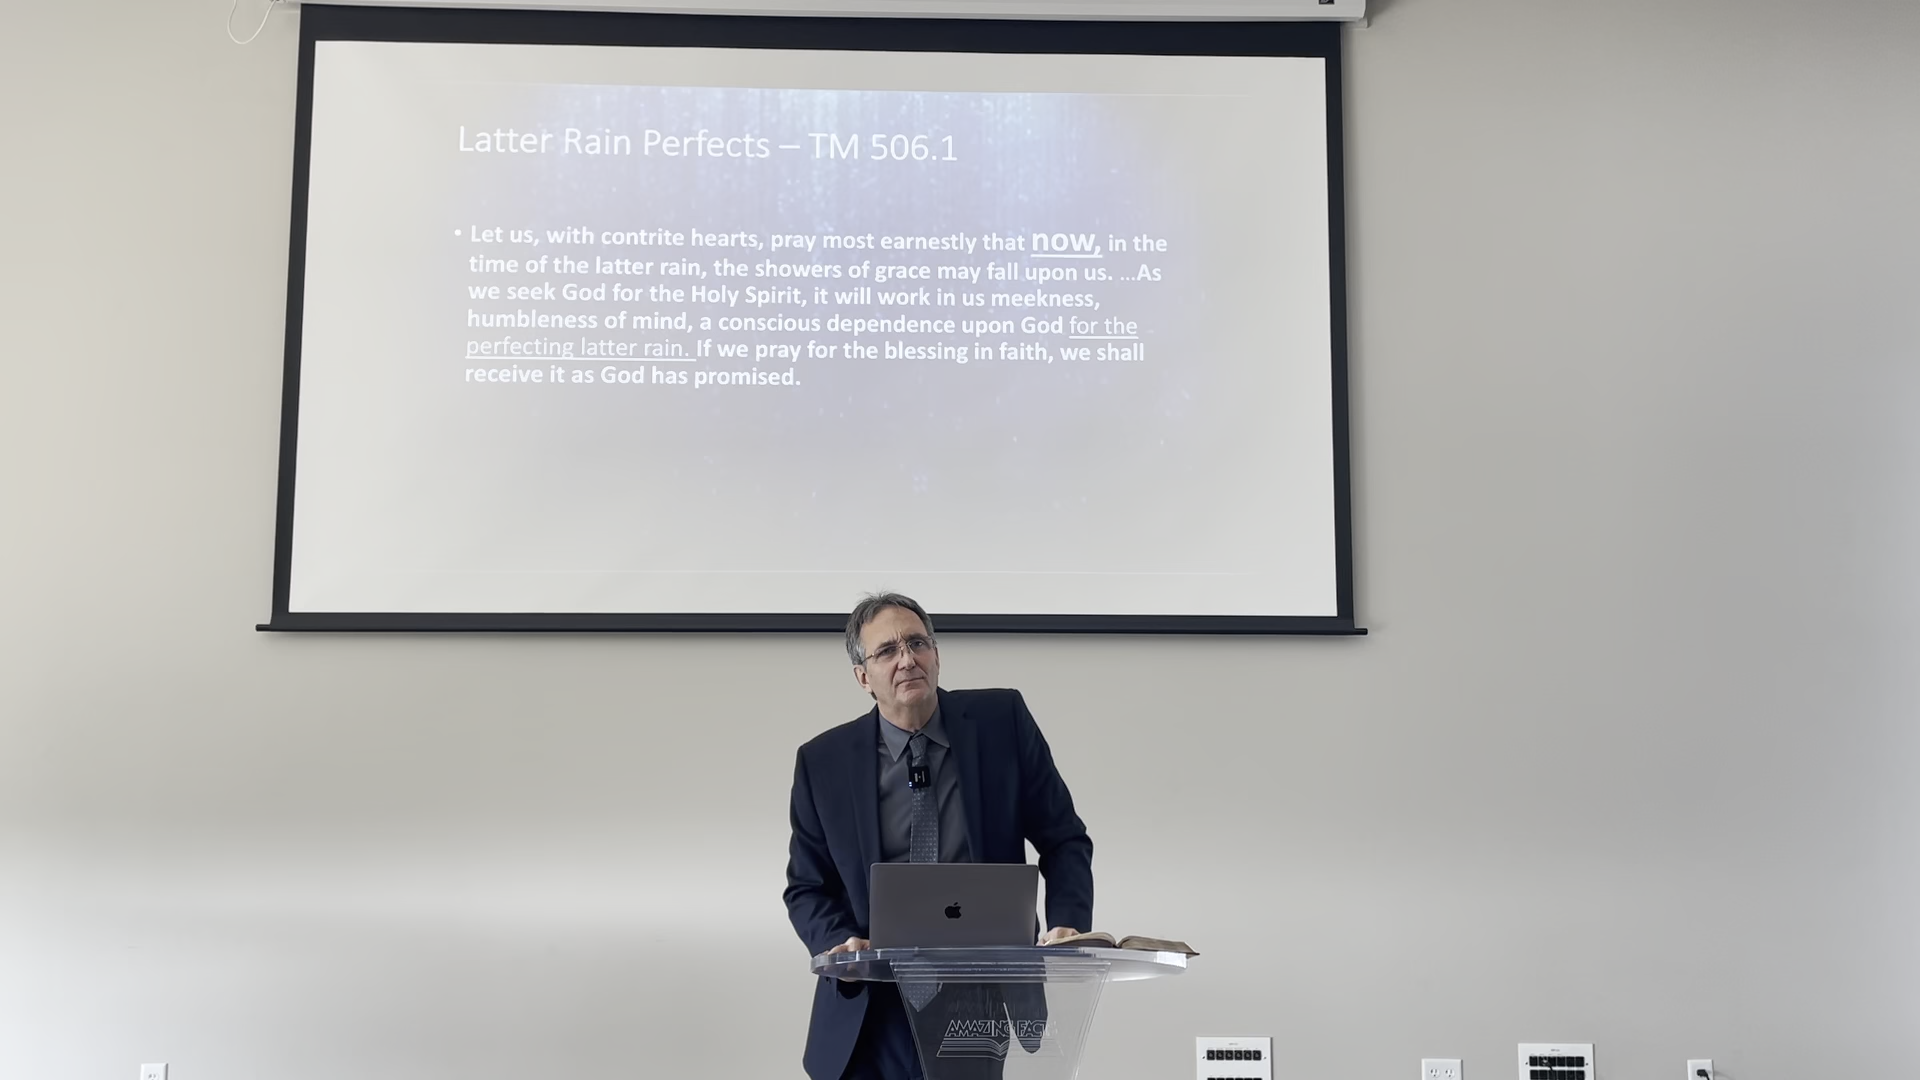 Latter Rain Perfects – TM 506.1
• Let us, with contrite hearts, pray most earnestly that now, in the
time of the latter rain, the showers of grace may fall upon us. ...As
we seek God for the Holy Spirit, it will work in us meekness,
humbleness of mind, a conscious dependence upon God for the
perfecting latter rain. If we pray for the blessing in faith, we shall
receive it as God has promised.
AMAZING FACTS